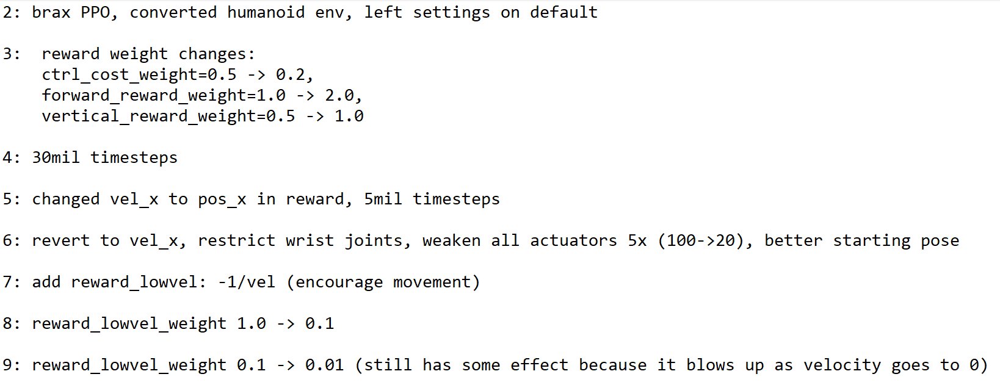 2: brax PPO, converted humanoid env, left settings on default
3:  reward weight changes:
ctrl_cost_weight=0.5 -> 0.2,
forward_reward_weight=1.0 -> 2.0,
vertical_reward_weight=0.5 -> 1.0
4: 30mil timesteps
5: changed vel_x to pos_x in reward, 5mil timesteps
6: revert to vel_x, restrict wrist joints, weaken all actuators 5x (100->20), better starting pose
7: add reward_lowvel: -1/vel (encourage movement)
8: reward_lowvel_weight 1.0 -> 0.1
9: reward_lowvel_weight 0.1 -> 0.01 (still has some effect because it blows up as velocity goes to 0)